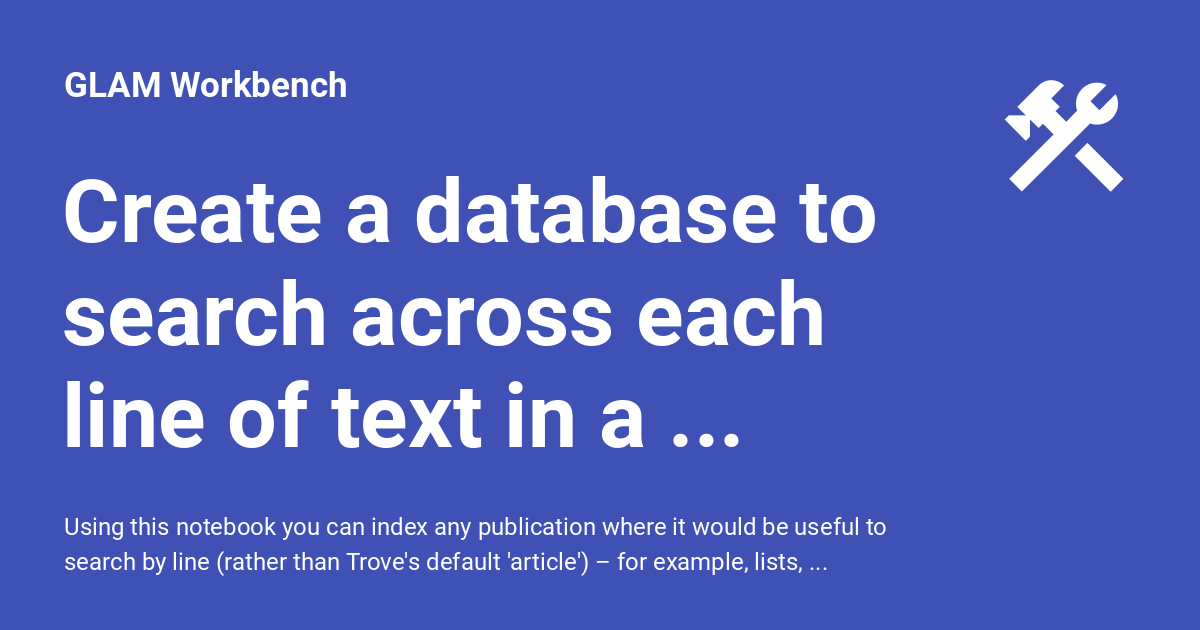 GLAM Workbench
Create a database to
search across each
line of text in a ...
Using this notebook you can index any publication where it would be useful to
search by line (rather than Trove's default 'article') – for example, lists, ...